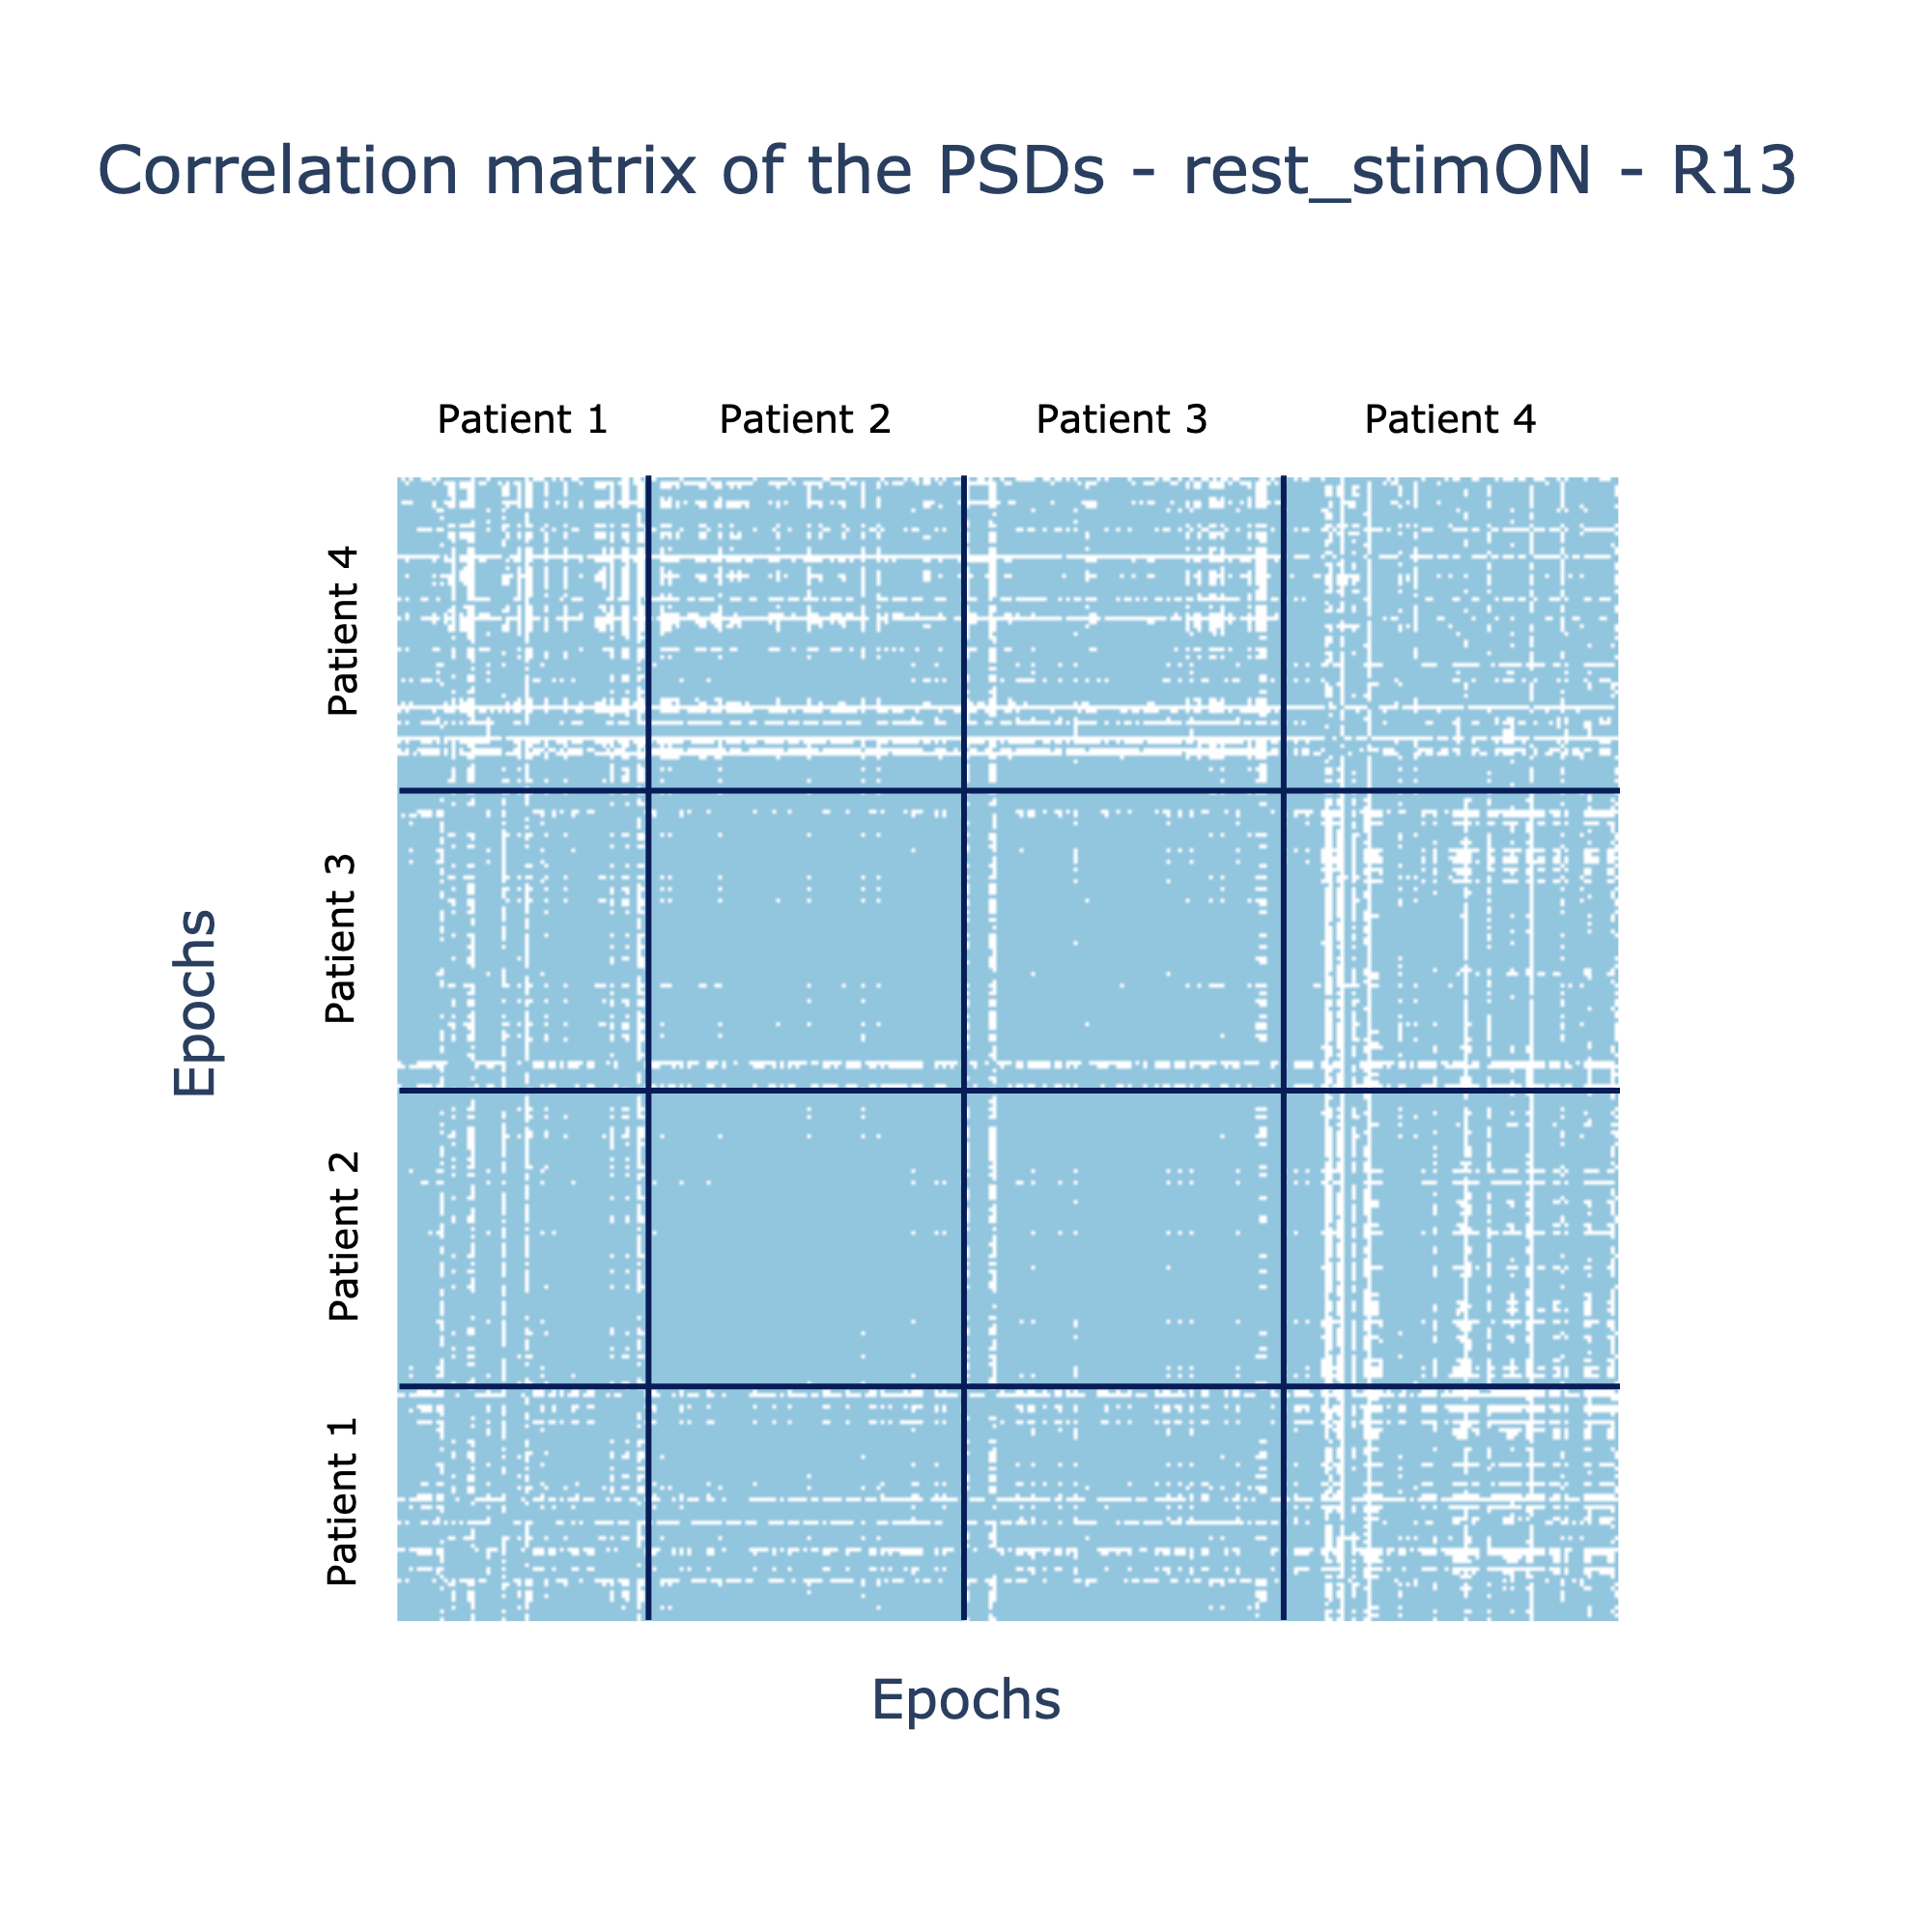 Correlation matrix of the PSDs - rest_stimON - R13
Patient 1
Patient 2
Patient 3
Patient 4
Patient 4
Patient 3
Patient 2
Patient 1
Epochs
Epochs